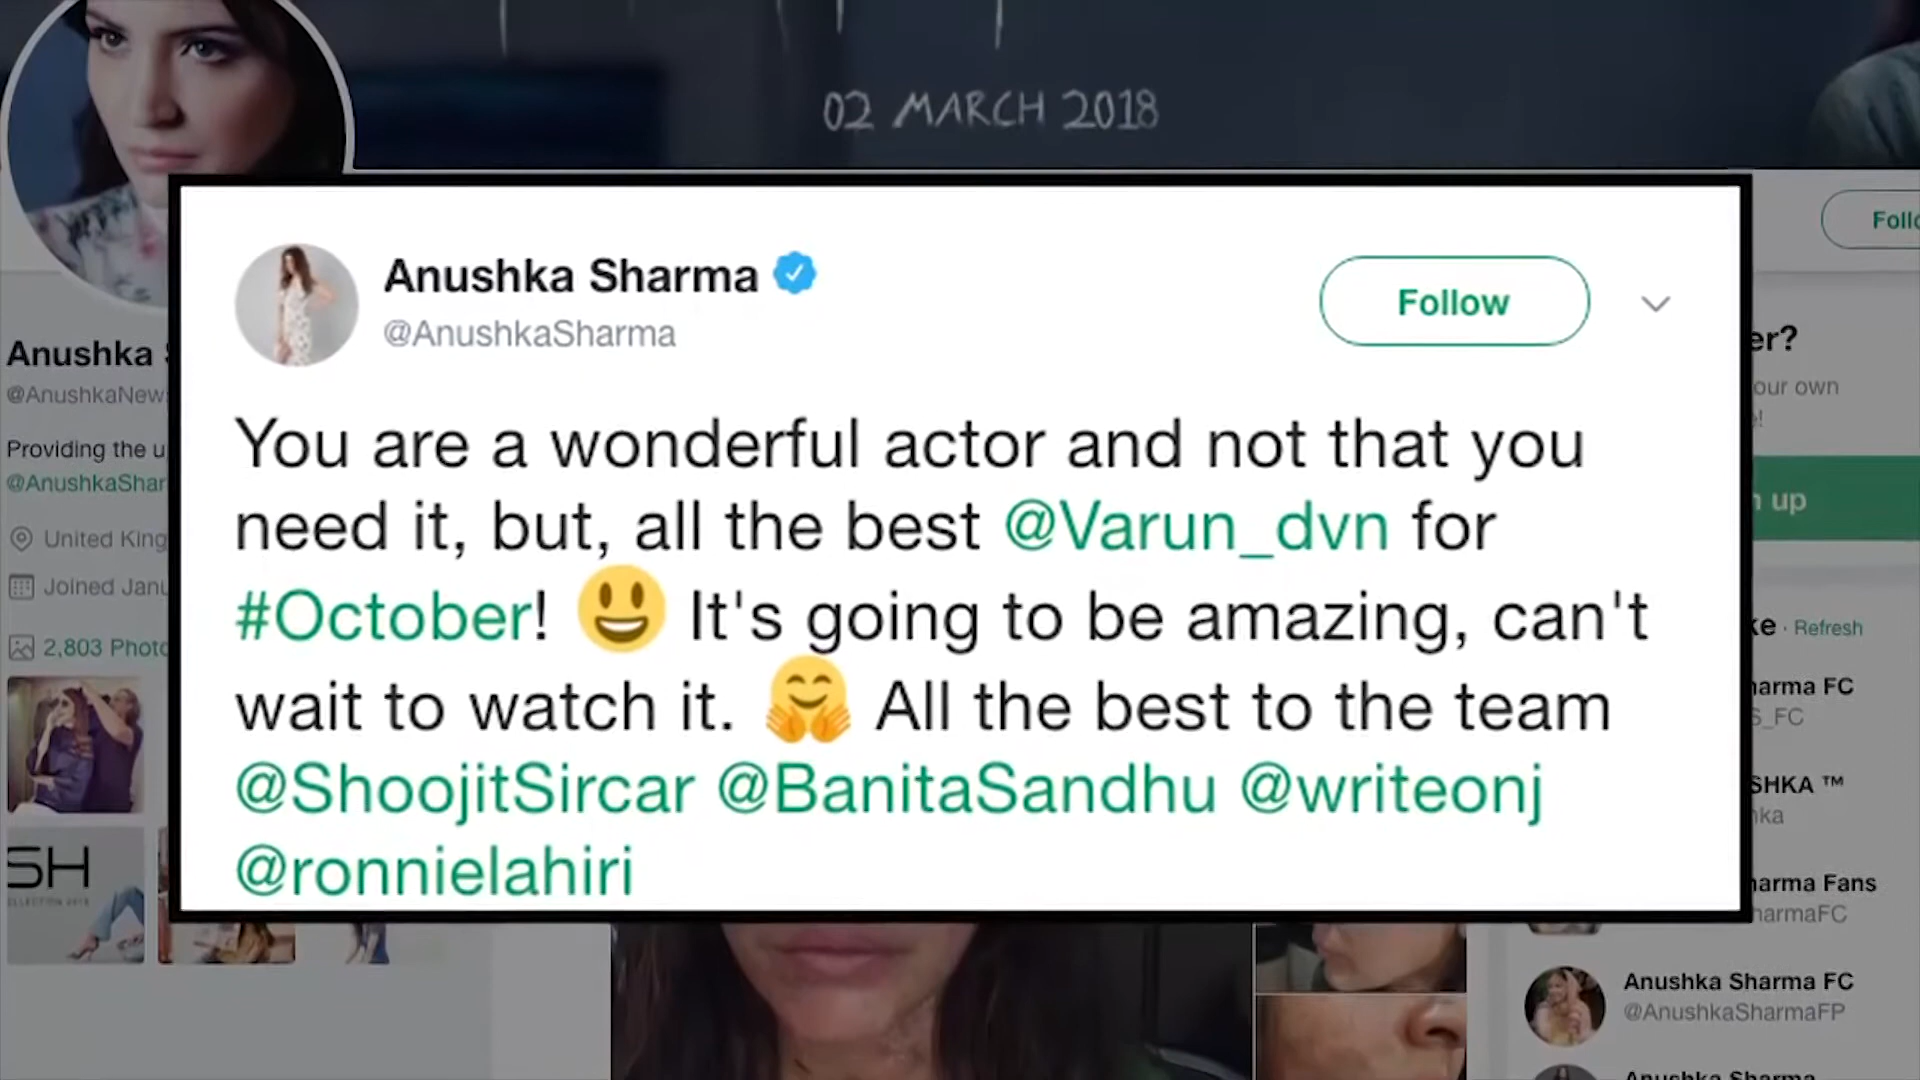 02 MARCH 2018
Anushka Sharma
@AnushkaSharma
Follow
You are a wonderful actor and not that you
need it, but, all the best @Varun_dvn for
#October! 😃 It's going to be amazing, can't
wait to watch it. 🤗 All the best to the team
@ShoojitSircar @BanitaSandhu @writeonj
@ronnielahiri
Anushka
@AnushkaNew
Providing the u
@AnushkaShar
United King
Joined Janu
2,803 Photo
SH
Follo
er?
our own
e!
n up
ke · Refresh
harma FC
S_FC
SHKA ™
hka
harma Fans
harmaFC
Anushka Sharma FC
@AnushkaSharmaFP
Anushka Sharma